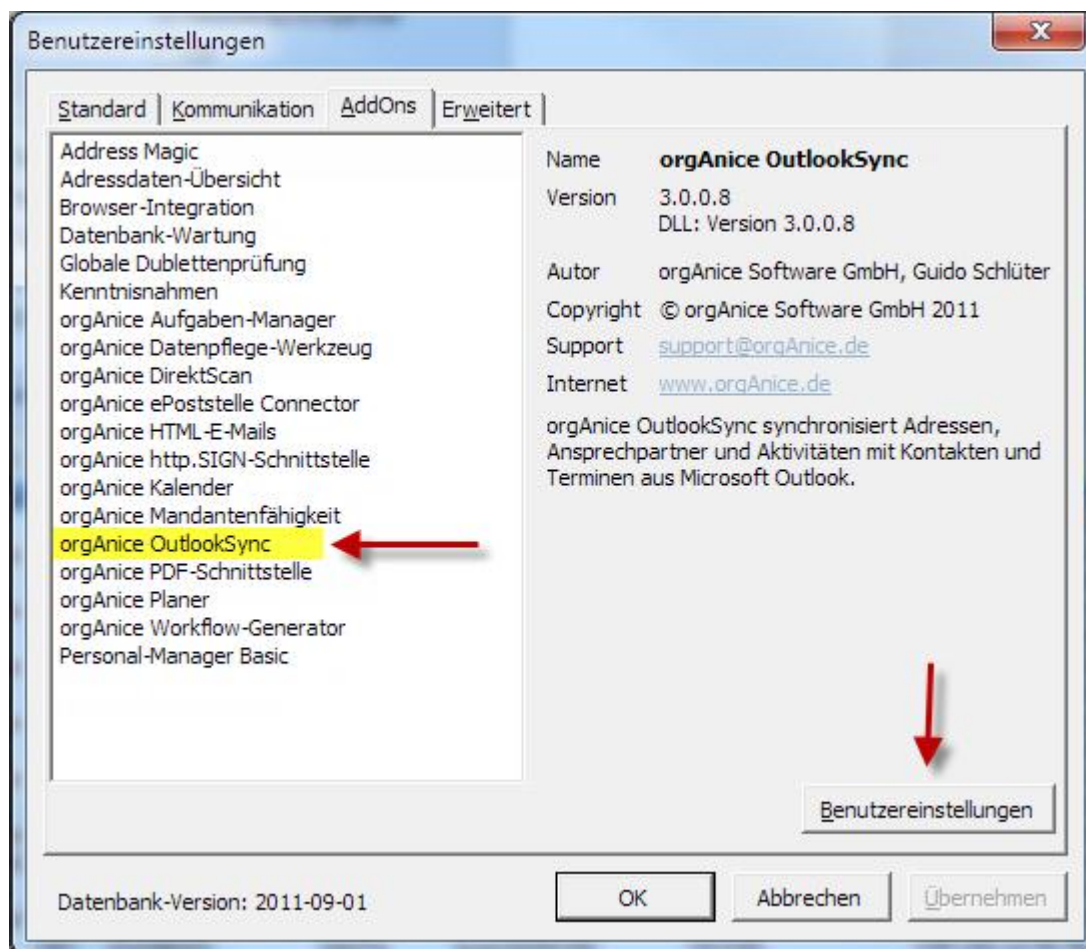 Benutzereinstellungen
Standard Kommunikation AddOns Erweitert
Address Magic
Adressdaten-Übersicht
Browser-Integration
Datenbank-Wartung
Globale Dublettenprüfung
Kenntnisnahmen
orgAnice Aufgaben-Manager
orgAnice Datenpflege-Werkzeug
orgAnice DirektScan
orgAnice ePoststelle Connector
orgAnice HTML-E-Mails
orgAnice http.SIGN-Schnittstelle
orgAnice Kalender
orgAnice Mandantenfähigkeit
orgAnice OutlookSync
orgAnice PDF-Schnittstelle
orgAnice Planer
orgAnice Workflow-Generator
Personal-Manager Basic
Name orgAnice OutlookSync
Version 3.0.0.8
DLL: Version 3.0.0.8
Autor orgAnice Software GmbH, Guido Schlüter
Copyright © orgAnice Software GmbH 2011
Support support@orgAnice.de
Internet www.orgAnice.de
orgAnice OutlookSync synchronisiert Adressen,
Ansprechpartner und Aktivitäten mit Kontakten und
Terminen aus Microsoft Outlook.
Benutzereinstellungen
Datenbank-Version: 2011-09-01
OK Abbrechen Übernehmen